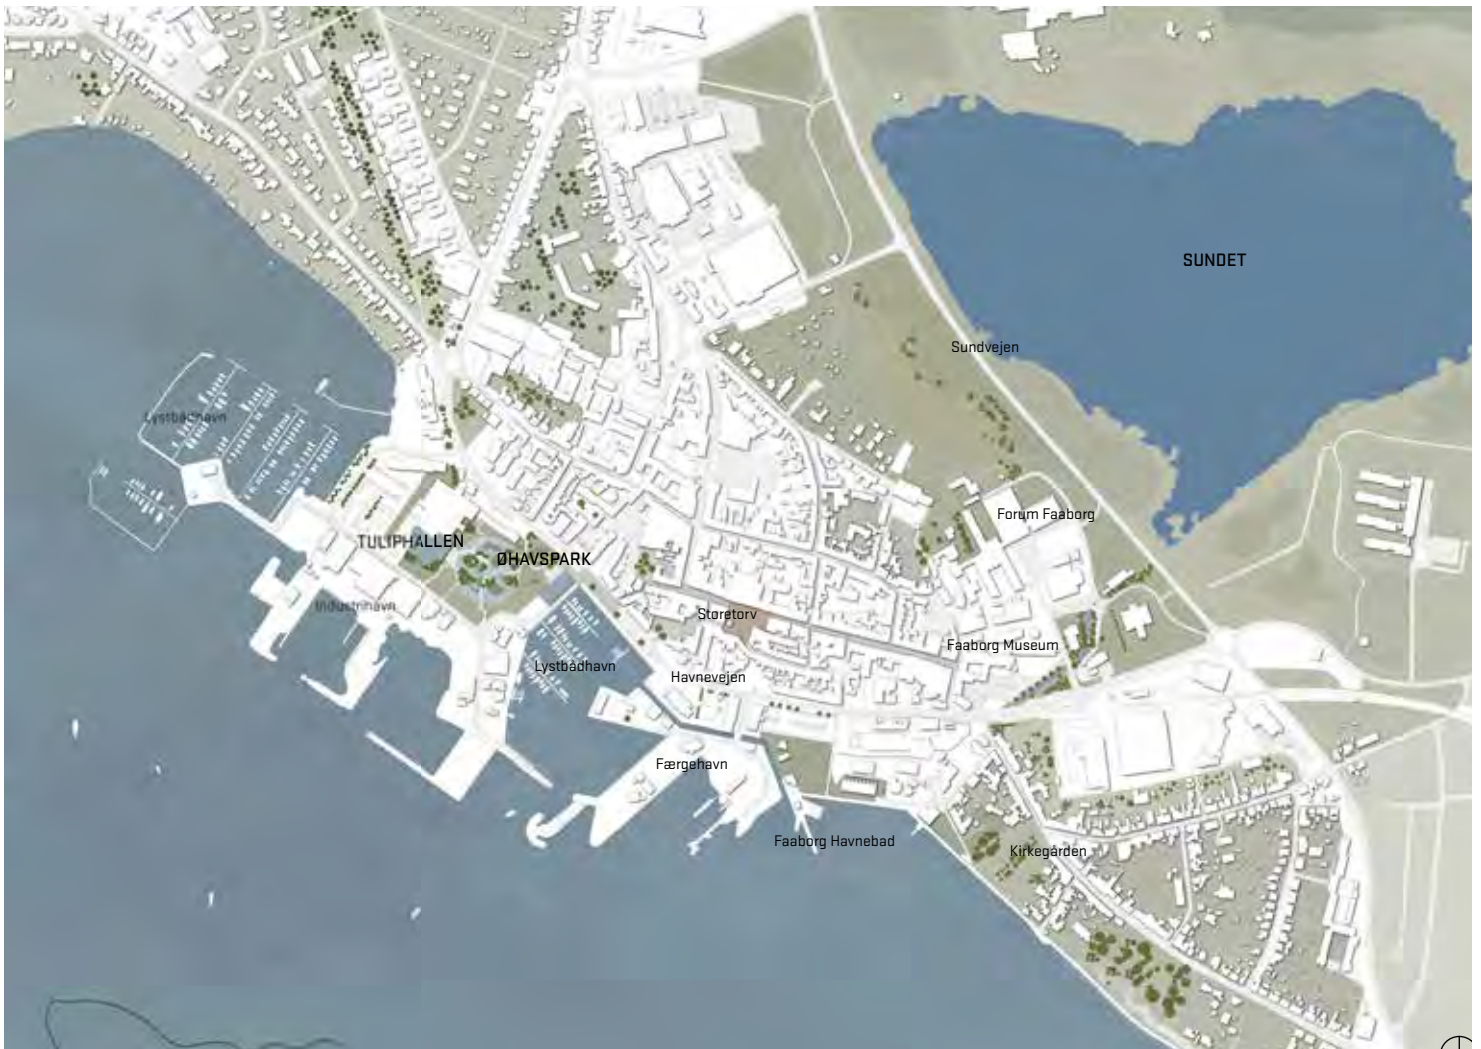 SUNDET
Sundvejen
Lystbådhavn
Forum Faaborg
TULIPHALLEN
ØHAVSPARK
Industrihavn
Støretorv
Faaborg Museum
Lystbådhavn
Havnevejen
Færgehavn
Faaborg Havnebad
Kirkegården